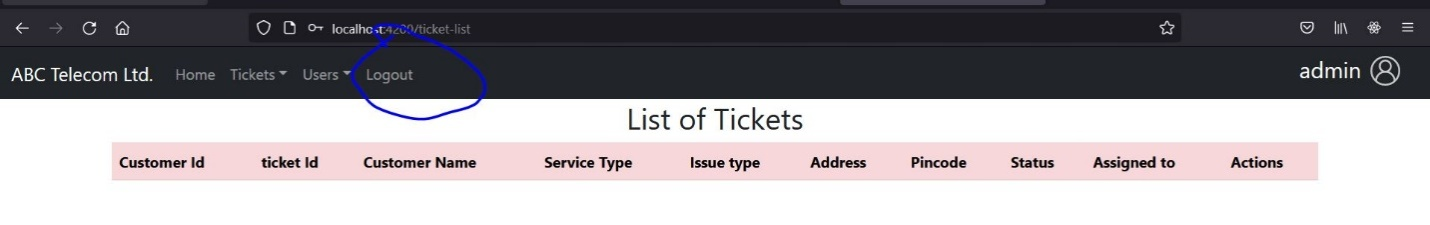 localhost:4200/ticket-list
ABC Telecom Ltd. Home Tickets Users Logout admin
List of Tickets
Customer Id ticket Id Customer Name Service Type Issue type Address Pincode Status Assigned to Actions